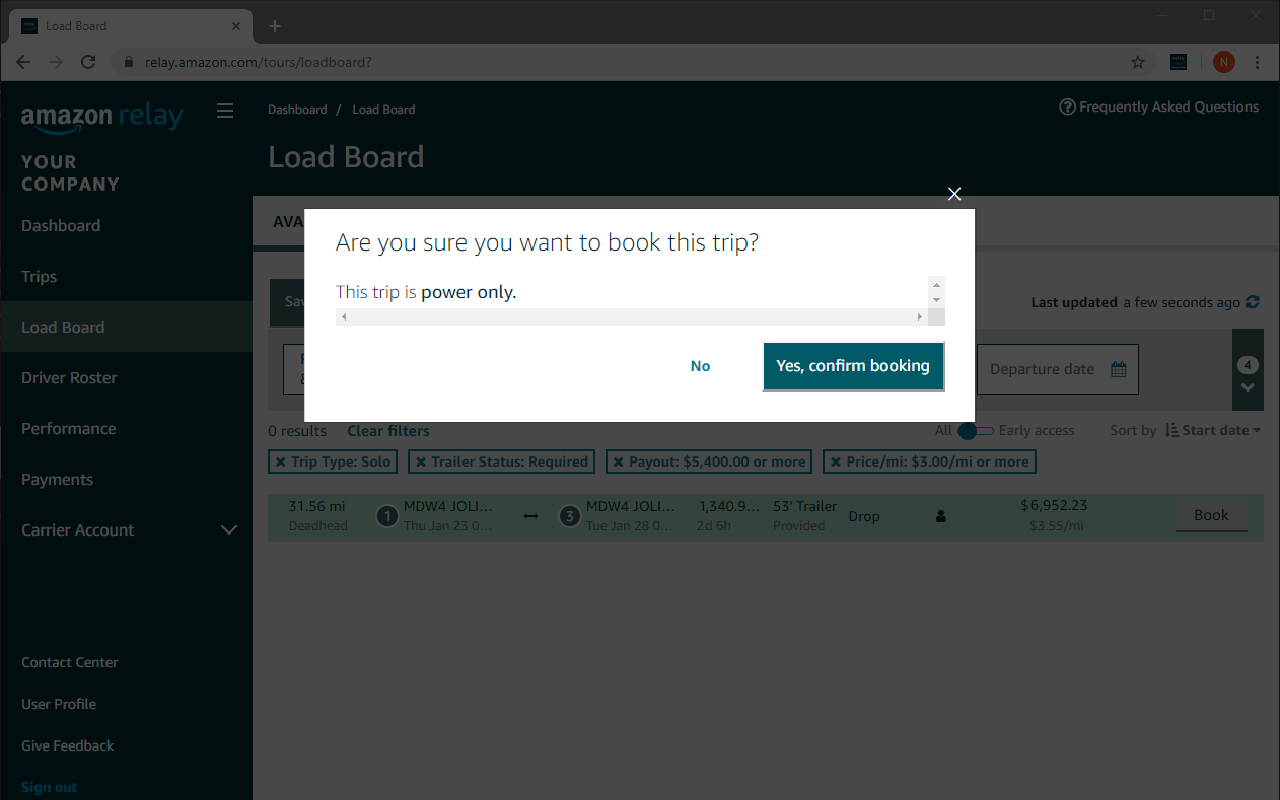 Load Board
relay.amazon.com/tours/loadboard?
N
amazon relay
Dashboard / Load Board
Frequently Asked Questions
YOUR
COMPANY
Load Board
Dashboard
Trips
Load Board
Driver Roster
Performance
Payments
Carrier Account
Contact Center
User Profile
Give Feedback
Sign out
AVA
Are you sure you want to book this trip?
This trip is power only.
No
Yes, confirm booking
Sav
Last updated a few seconds ago
Departure date
4
0 results Clear filters
All Early access
Sort by Start date
Trip Type: Solo
Trailer Status: Required
Payout: $5,400.00 or more
Price/mi: $3.00/mi or more
31.56 mi
Deadhead
1
MDW4 JOLI...
Thu Jan 23 0...
3
MDW4 JOLI...
Tue Jan 28 0...
1,340.9...
2d 6h
53' Trailer
Provided
Drop
$6,952.23
$3.55/mi
Book